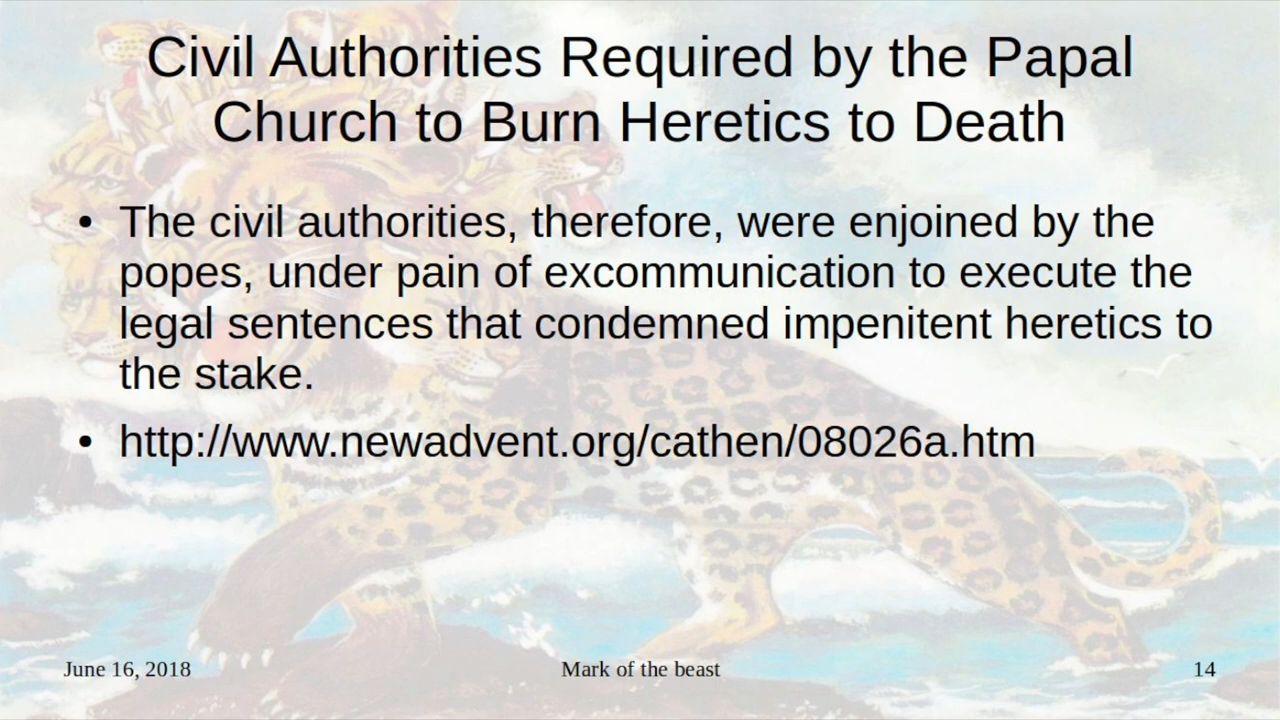 Civil Authorities Required by the Papal
Church to Burn Heretics to Death
• The civil authorities, therefore, were enjoined by the
popes, under pain of excommunication to execute the
legal sentences that condemned impenitent heretics to
the stake.
• http://www.newadvent.org/cathen/08026a.htm
June 16, 2018
Mark of the beast
14